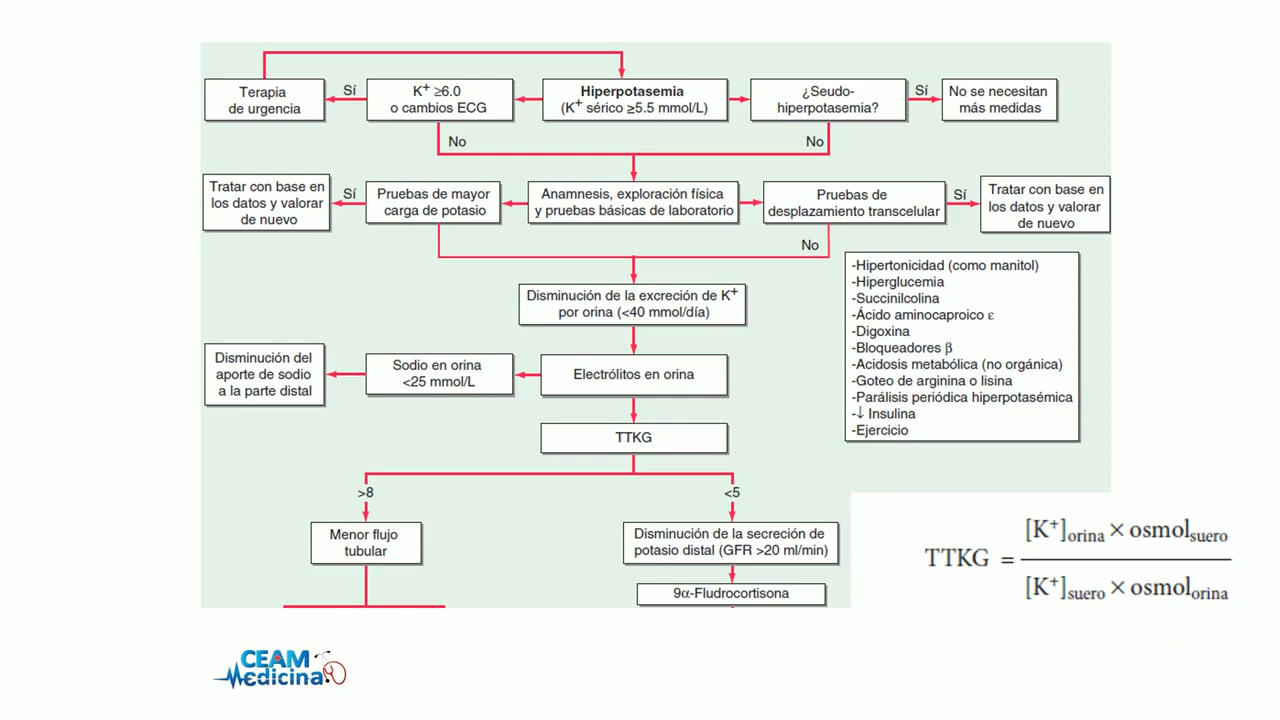 Terapia
de urgencia
Sí
K⁺ ≥6.0
o cambios ECG
Hiperpotasemia
(K⁺ sérico ≥5.5 mmol/L)
¿Seudo-
hiperpotasemia?
Sí
No se necesitan
más medidas
No
No
Tratar con base en
los datos y valorar
de nuevo
Sí
Pruebas de mayor
carga de potasio
Anamnesis, exploración física
y pruebas básicas de laboratorio
Pruebas de
desplazamiento transcelular
Sí
Tratar con base en
los datos y valorar
de nuevo
No
-Hipertonicidad (como manitol)
-Hiperglucemia
-Succinilcolina
-Ácido aminocaproico ε
-Digoxina
-Bloqueadores β
-Acidosis metabólica (no orgánica)
-Goteo de arginina o lisina
-Parálisis periódica hiperpotasémica
-↓ Insulina
-Ejercicio
Disminución de la excreción de K⁺
por orina (<40 mmol/día)
Disminución del
aporte de sodio
a la parte distal
Sodio en orina
<25 mmol/L
Electrólitos en orina
TTKG
>8
<5
Menor flujo
tubular
Disminución de la secreción de
potasio distal (GFR >20 ml/min)
9α-Fludrocortisona
[K⁺]orina × osmolsuero
TTKG =
[K⁺]suero × osmolorina
CEAM
Medicina